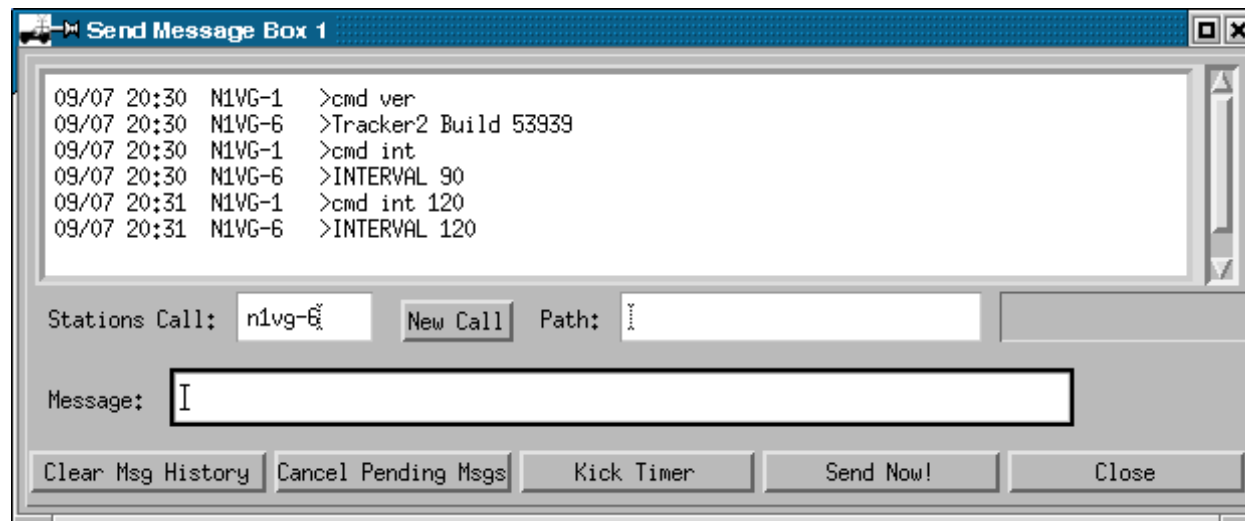 Send Message Box 1
09/07 20:30 N1VG-1 >cmd ver
09/07 20:30 N1VG-6 >Tracker2 Build 53939
09/07 20:30 N1VG-1 >cmd int
09/07 20:30 N1VG-6 >INTERVAL 90
09/07 20:31 N1VG-1 >cmd int 120
09/07 20:31 N1VG-6 >INTERVAL 120
Stations Call: n1vg-6 New Call Path:
Message:
Clear Msg History Cancel Pending Msgs Kick Timer Send Now! Close